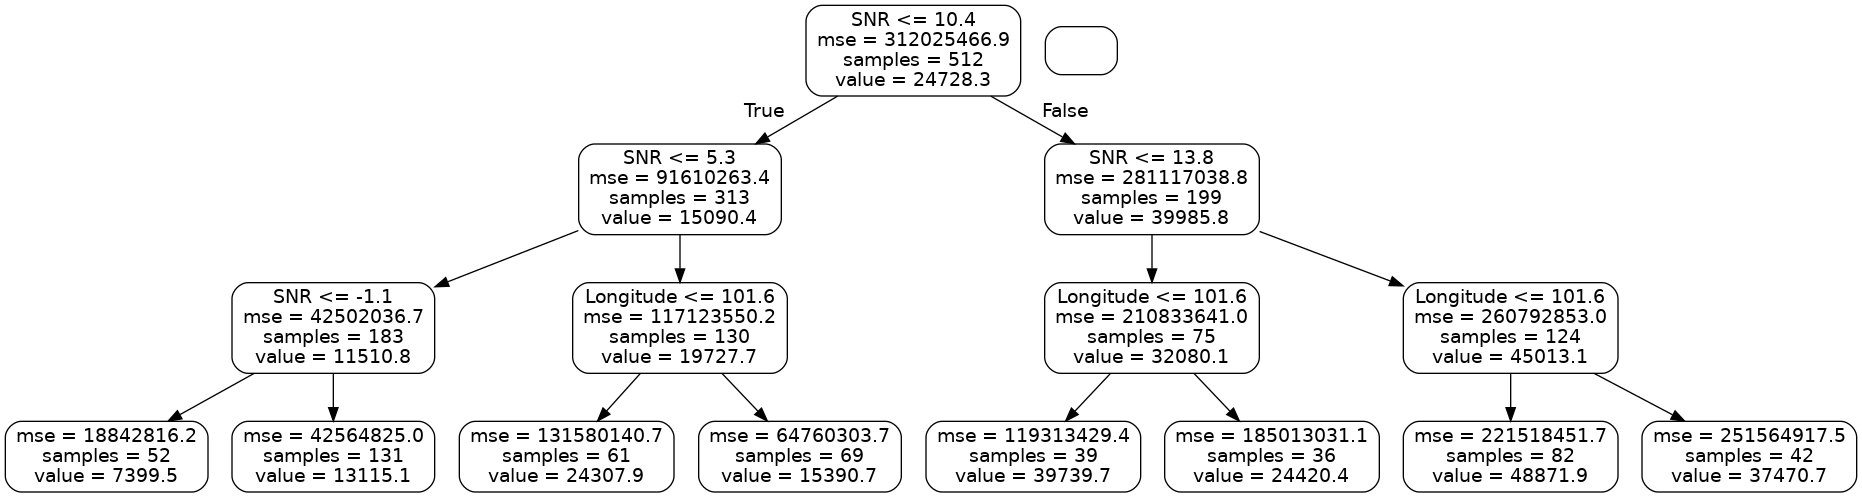 SNR <= 10.4
mse = 312025466.9
samples = 512
value = 24728.3
True
False
SNR <= 5.3
mse = 91610263.4
samples = 313
value = 15090.4
SNR <= 13.8
mse = 281117038.8
samples = 199
value = 39985.8
SNR <= -1.1
mse = 42502036.7
samples = 183
value = 11510.8
Longitude <= 101.6
mse = 117123550.2
samples = 130
value = 19727.7
Longitude <= 101.6
mse = 210833641.0
samples = 75
value = 32080.1
Longitude <= 101.6
mse = 260792853.0
samples = 124
value = 45013.1
mse = 18842816.2
samples = 52
value = 7399.5
mse = 42564825.0
samples = 131
value = 13115.1
mse = 131580140.7
samples = 61
value = 24307.9
mse = 64760303.7
samples = 69
value = 15390.7
mse = 119313429.4
samples = 39
value = 39739.7
mse = 185013031.1
samples = 36
value = 24420.4
mse = 221518451.7
samples = 82
value = 48871.9
mse = 251564917.5
samples = 42
value = 37470.7